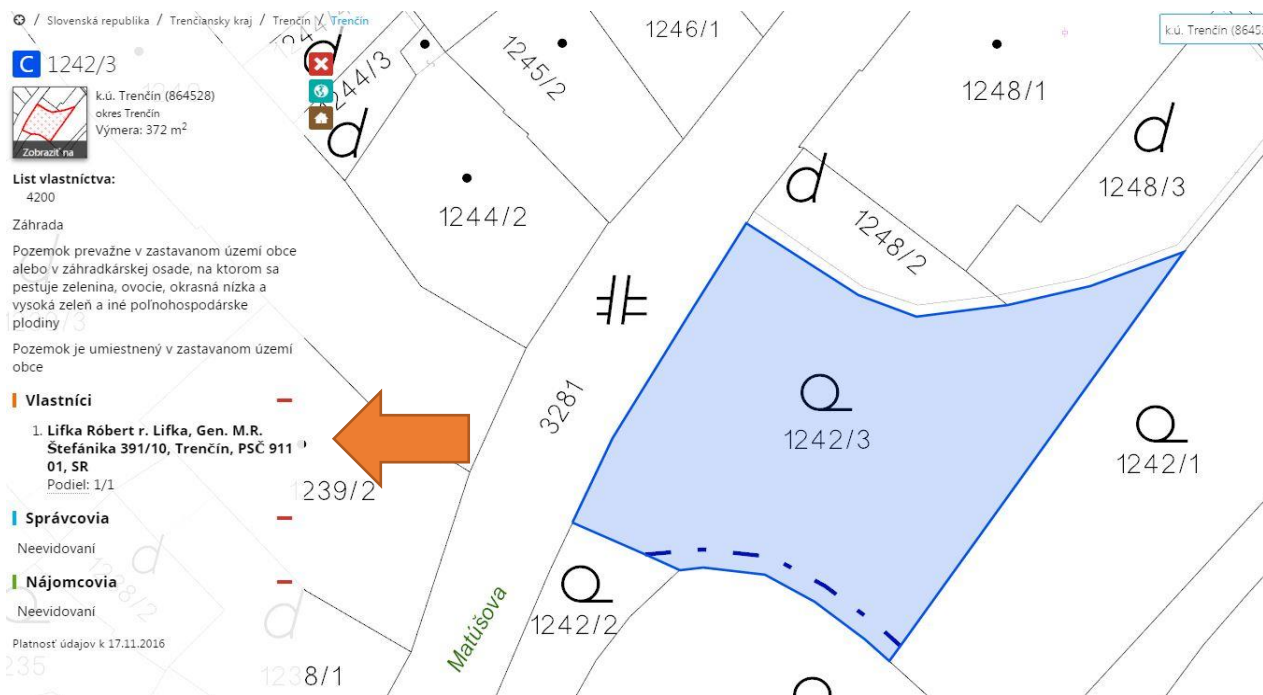 Slovenská republika / Trenčiansky kraj / Trenčín / Trenčín
k.ú. Trenčín
C 1242/3
k.ú. Trenčín (864528)
okres Trenčín
Výmera: 372 m²
Zobraziť na
List vlastníctva:
4200
Záhrada
Pozemok prevažne v zastavanom území obce
alebo v záhradkárskej osade, na ktorom sa
pestuje zelenina, ovocie, okrasná nízka a
vysoká zeleň a iné poľnohospodárske
plodiny
Pozemok je umiestnený v zastavanom území
obce
Vlastníci
1. Lifka Róbert r. Lifka, Gen. M.R.
Štefánika 391/10, Trenčín, PSČ 911
01, SR
Podiel: 1/1
Správcovia
Neevidovaní
Nájomcovia
Neevidovaní
Platnosť údajov k 17.11.2016
1246/1
1245/2
1244/3
1244/2
1248/1
1248/3
1248/2
3281
1242/3
1242/1
1239/2
1242/2
Matúšova
1238/1
1238/2
235